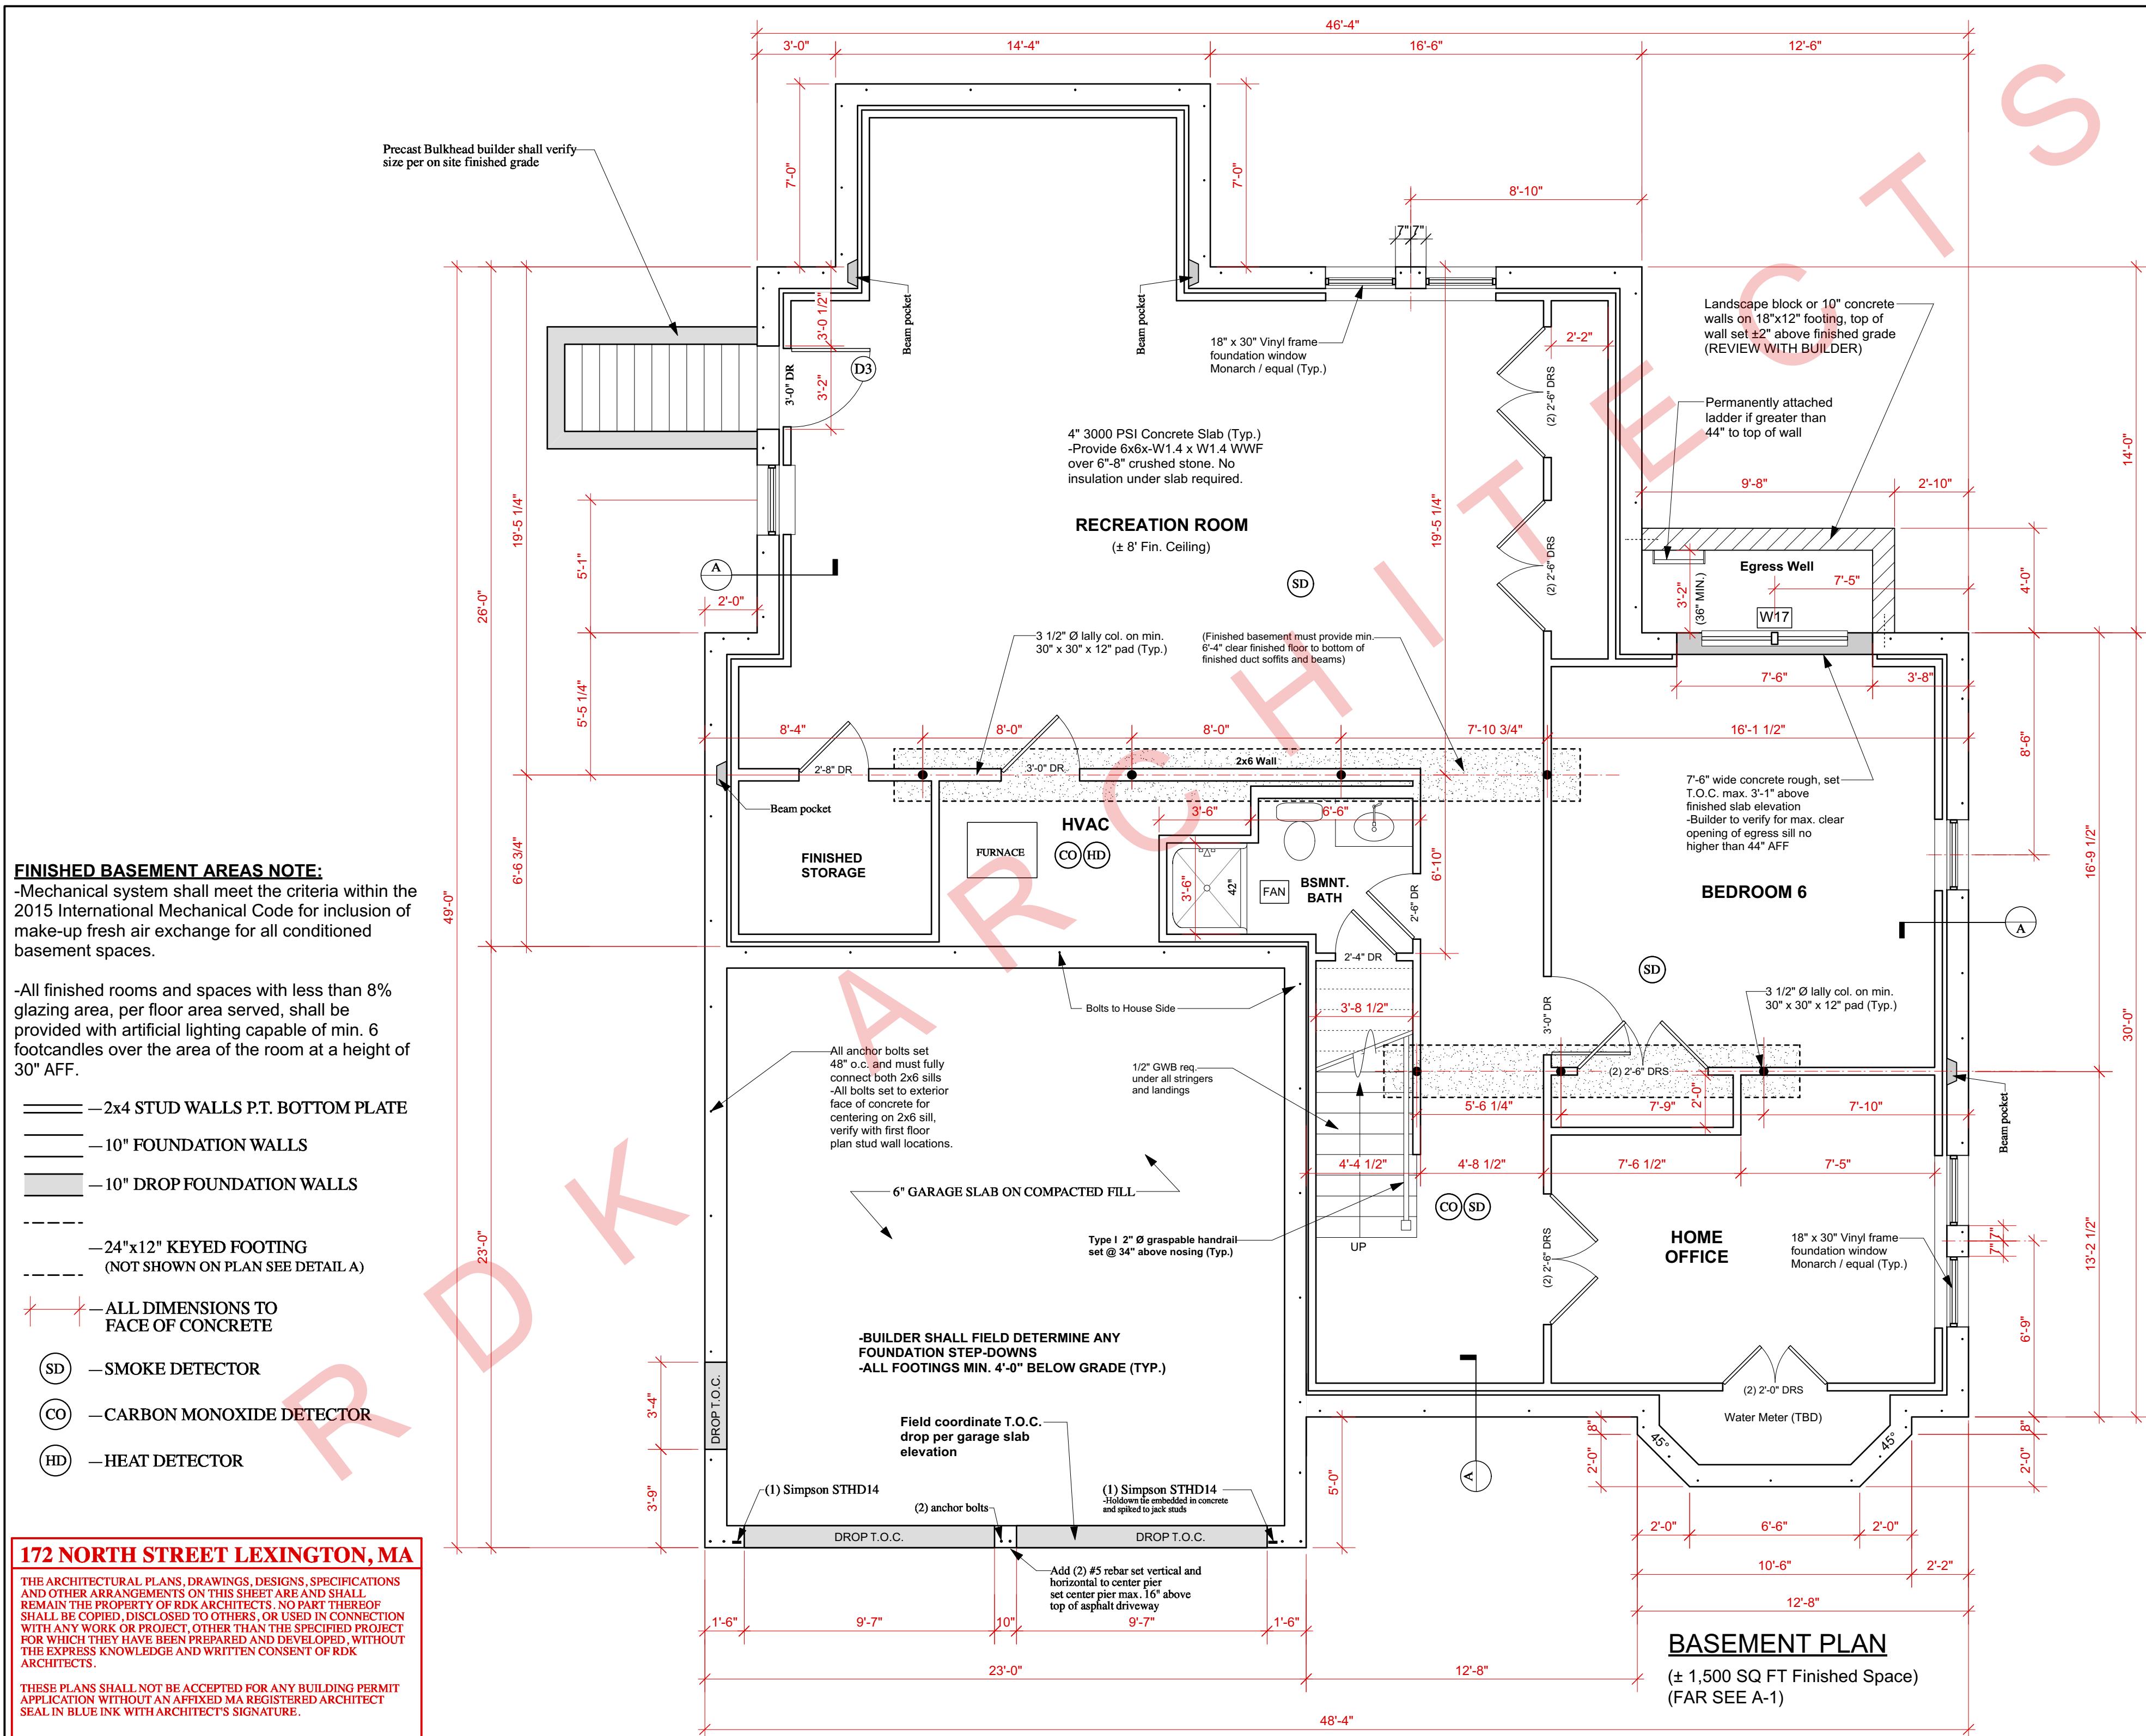 46'-4"
3'-0"
14'-4"
16'-6"
12'-6"
Precast Bulkhead builder shall verify
size per on site finished grade
7'-0"
7'-0"
8'-10"
7"
7"
Beam pocket
Beam pocket
3'-0 1/2"
3'-0" DR
3'-2"
D3
18" x 30" Vinyl frame
foundation window
Monarch / equal (Typ.)
2'-2"
(2) 2'-6" DRS
(2) 2'-6" DRS
Landscape block or 10" concrete
walls on 18"x12" footing, top of
wall set ±2" above finished grade
(REVIEW WITH BUILDER)
Permanently attached
ladder if greater than
44" to top of wall
14'-0"
4" 3000 PSI Concrete Slab (Typ.)
-Provide 6x6x-W1.4 x W1.4 WWF
over 6"-8" crushed stone. No
insulation under slab required.
RECREATION ROOM
(± 8' Fin. Ceiling)
SD
19'-5 1/4"
19'-5 1/4"
26'-0"
49'-0"
5'-1"
5'-5 1/4"
A
2'-0"
9'-8"
2'-10"
Egress Well
7'-5"
3'-2"
(36" MIN.)
W17
4'-0"
3 1/2" Ø lally col. on min.
30" x 30" x 12" pad (Typ.)
(Finished basement must provide min.
6'-4" clear finished floor to bottom of
finished duct soffits and beams)
7'-6"
3'-8"
8'-6"
8'-4"
8'-0"
8'-0"
7'-10 3/4"
16'-1 1/2"
2'-8" DR
3'-0" DR
2x6 Wall
Beam pocket
7'-6" wide concrete rough, set
T.O.C. max. 3'-1" above
finished slab elevation
-Builder to verify for max. clear
opening of egress sill no
higher than 44" AFF
3'-6"
6'-6"
HVAC
CO
HD
FURNACE
FINISHED
STORAGE
6'-6 3/4"
3'-6"
42"
FAN
BSMNT.
BATH
2'-6" DR
6'-10"
BEDROOM 6
16'-9 1/2"
A
FINISHED BASEMENT AREAS NOTE:
-Mechanical system shall meet the criteria within the
2015 International Mechanical Code for inclusion of
make-up fresh air exchange for all conditioned
basement spaces.
-All finished rooms and spaces with less than 8%
glazing area, per floor area served, shall be
provided with artificial lighting capable of min. 6
footcandles over the area of the room at a height of
30" AFF.
2'-4" DR
SD
3 1/2" Ø lally col. on min.
30" x 30" x 12" pad (Typ.)
Bolts to House Side
3'-8 1/2"
3'-0" DR
30'-0"
All anchor bolts set
48" o.c. and must fully
connect both 2x6 sills
-All bolts set to exterior
face of concrete for
centering on 2x6 sill,
verify with first floor
plan stud wall locations.
1/2" GWB req.
under all stringers
and landings
(2) 2'-6" DRS
2'-0"
5'-6 1/4"
7'-9"
7'-10"
Beam pocket
2x4 STUD WALLS P.T. BOTTOM PLATE
10" FOUNDATION WALLS
10" DROP FOUNDATION WALLS
24"x12" KEYED FOOTING
(NOT SHOWN ON PLAN SEE DETAIL A)
ALL DIMENSIONS TO
FACE OF CONCRETE
SD SMOKE DETECTOR
CO CARBON MONOXIDE DETECTOR
HD HEAT DETECTOR
4'-4 1/2"
4'-8 1/2"
7'-6 1/2"
7'-5"
6" GARAGE SLAB ON COMPACTED FILL
CO
SD
Type I 2" Ø graspable handrail
set @ 34" above nosing (Typ.)
UP
(2) 2'-6" DRS
HOME
OFFICE
18" x 30" Vinyl frame
foundation window
Monarch / equal (Typ.)
7"
7"
13'-2 1/2"
6'-9"
23'-0"
-BUILDER SHALL FIELD DETERMINE ANY
FOUNDATION STEP-DOWNS
-ALL FOOTINGS MIN. 4'-0" BELOW GRADE (TYP.)
3'-4"
DROP T.O.C.
3'-9"
Field coordinate T.O.C.
drop per garage slab
elevation
(2) 2'-0" DRS
Water Meter (TBD)
45°
45°
8"
2'-0"
8"
2'-0"
5'-0"
A
(1) Simpson STHD14
(2) anchor bolts
(1) Simpson STHD14
-Holdown tie embedded in concrete
and spiked to jack studs
DROP T.O.C.
DROP T.O.C.
2'-0"
6'-6"
2'-0"
10'-6"
2'-2"
12'-8"
Add (2) #5 rebar set vertical and
horizontal to center pier
set center pier max. 16" above
top of asphalt driveway
1'-6"
9'-7"
10"
9'-7"
1'-6"
23'-0"
12'-8"
48'-4"
BASEMENT PLAN
(± 1,500 SQ FT Finished Space)
(FAR SEE A-1)
172 NORTH STREET LEXINGTON, MA
THE ARCHITECTURAL PLANS, DRAWINGS, DESIGNS, SPECIFICATIONS
AND OTHER ARRANGEMENTS ON THIS SHEET ARE AND SHALL
REMAIN THE PROPERTY OF RDK ARCHITECTS. NO PART THEREOF
SHALL BE COPIED, DISCLOSED TO OTHERS, OR USED IN CONNECTION
WITH ANY WORK OR PROJECT, OTHER THAN THE SPECIFIED PROJECT
FOR WHICH THEY HAVE BEEN PREPARED AND DEVELOPED, WITHOUT
THE EXPRESS KNOWLEDGE AND WRITTEN CONSENT OF RDK
ARCHITECTS.
THESE PLANS SHALL NOT BE ACCEPTED FOR ANY BUILDING PERMIT
APPLICATION WITHOUT AN AFFIXED MA REGISTERED ARCHITECT
SEAL IN BLUE INK WITH ARCHITECT'S SIGNATURE.
RDK ARCHITECTS